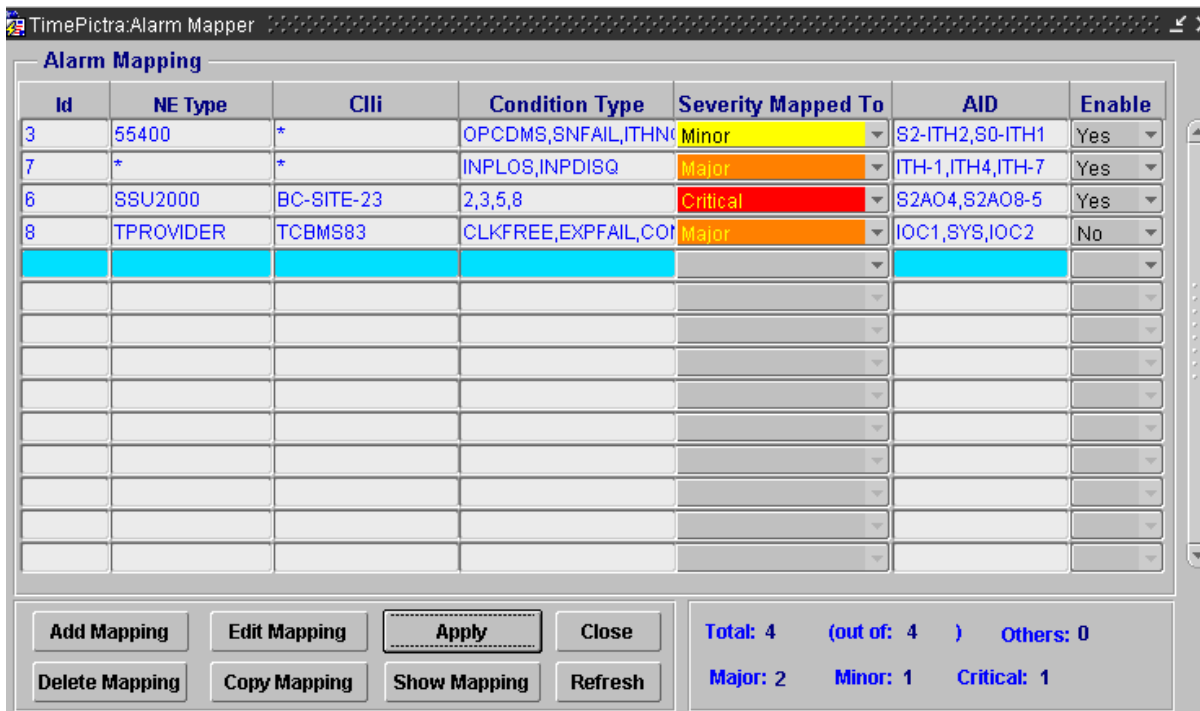 TimePictra:Alarm Mapper
Alarm Mapping
Id NE Type Clli Condition Type Severity Mapped To AID Enable
3 55400 * OPCDMS,SNFAIL,ITHN Minor S2-ITH2,S0-ITH1 Yes
7 * * INPLOS,INPDISQ Major ITH-1,ITH4,ITH-7 Yes
6 SSU2000 BC-SITE-23 2,3,5,8 Critical S2AO4,S2AO8-5 Yes
8 TPROVIDER TCBMS83 CLKFREE,EXPFAIL,CO Major IOC1,SYS,IOC2 No
Add Mapping Edit Mapping Apply Close
Total: 4 (out of: 4 ) Others: 0
Delete Mapping Copy Mapping Show Mapping Refresh
Major: 2 Minor: 1 Critical: 1